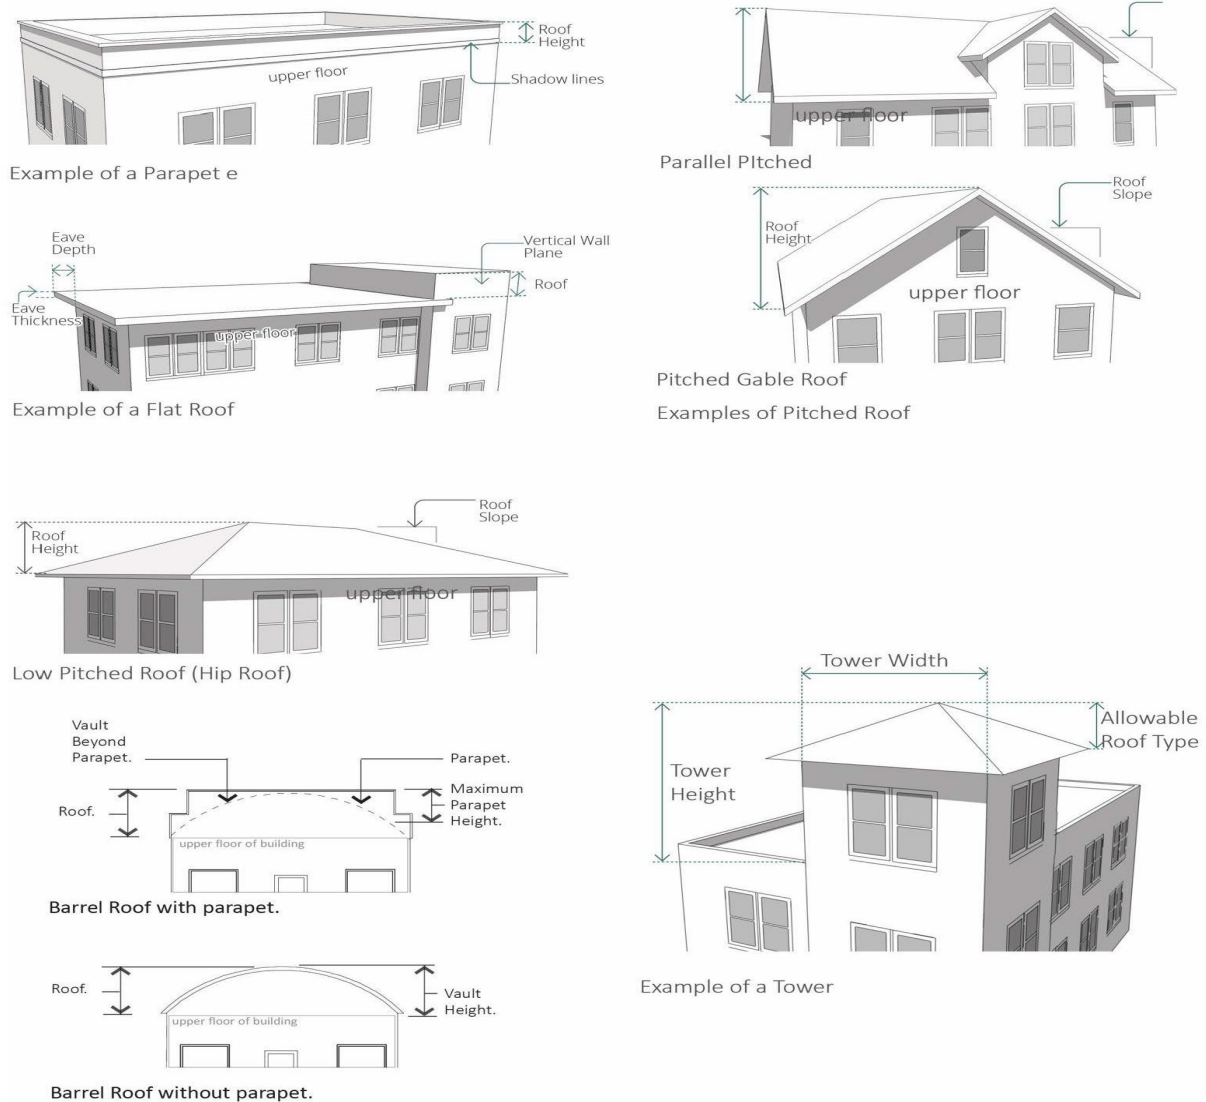 Roof
Height
upper floor
Shadow lines
Example of a Parapet e
upper floor
Parallel PItched
Eave
Depth
Vertical Wall
Plane
Roof
Eave
Thickness
upper floor
Example of a Flat Roof
Roof
Slope
Roof
Height
upper floor
Pitched Gable Roof
Examples of Pitched Roof
Roof
Slope
Roof
Height
upper floor
Low Pitched Roof (Hip Roof)
Vault
Beyond
Parapet.
Parapet.
Roof.
Maximum
Parapet
Height.
upper floor of building
Barrel Roof with parapet.
Tower Width
Allowable
Roof Type
Tower
Height
Example of a Tower
Roof.
Vault
Height.
upper floor of building
Barrel Roof without parapet.